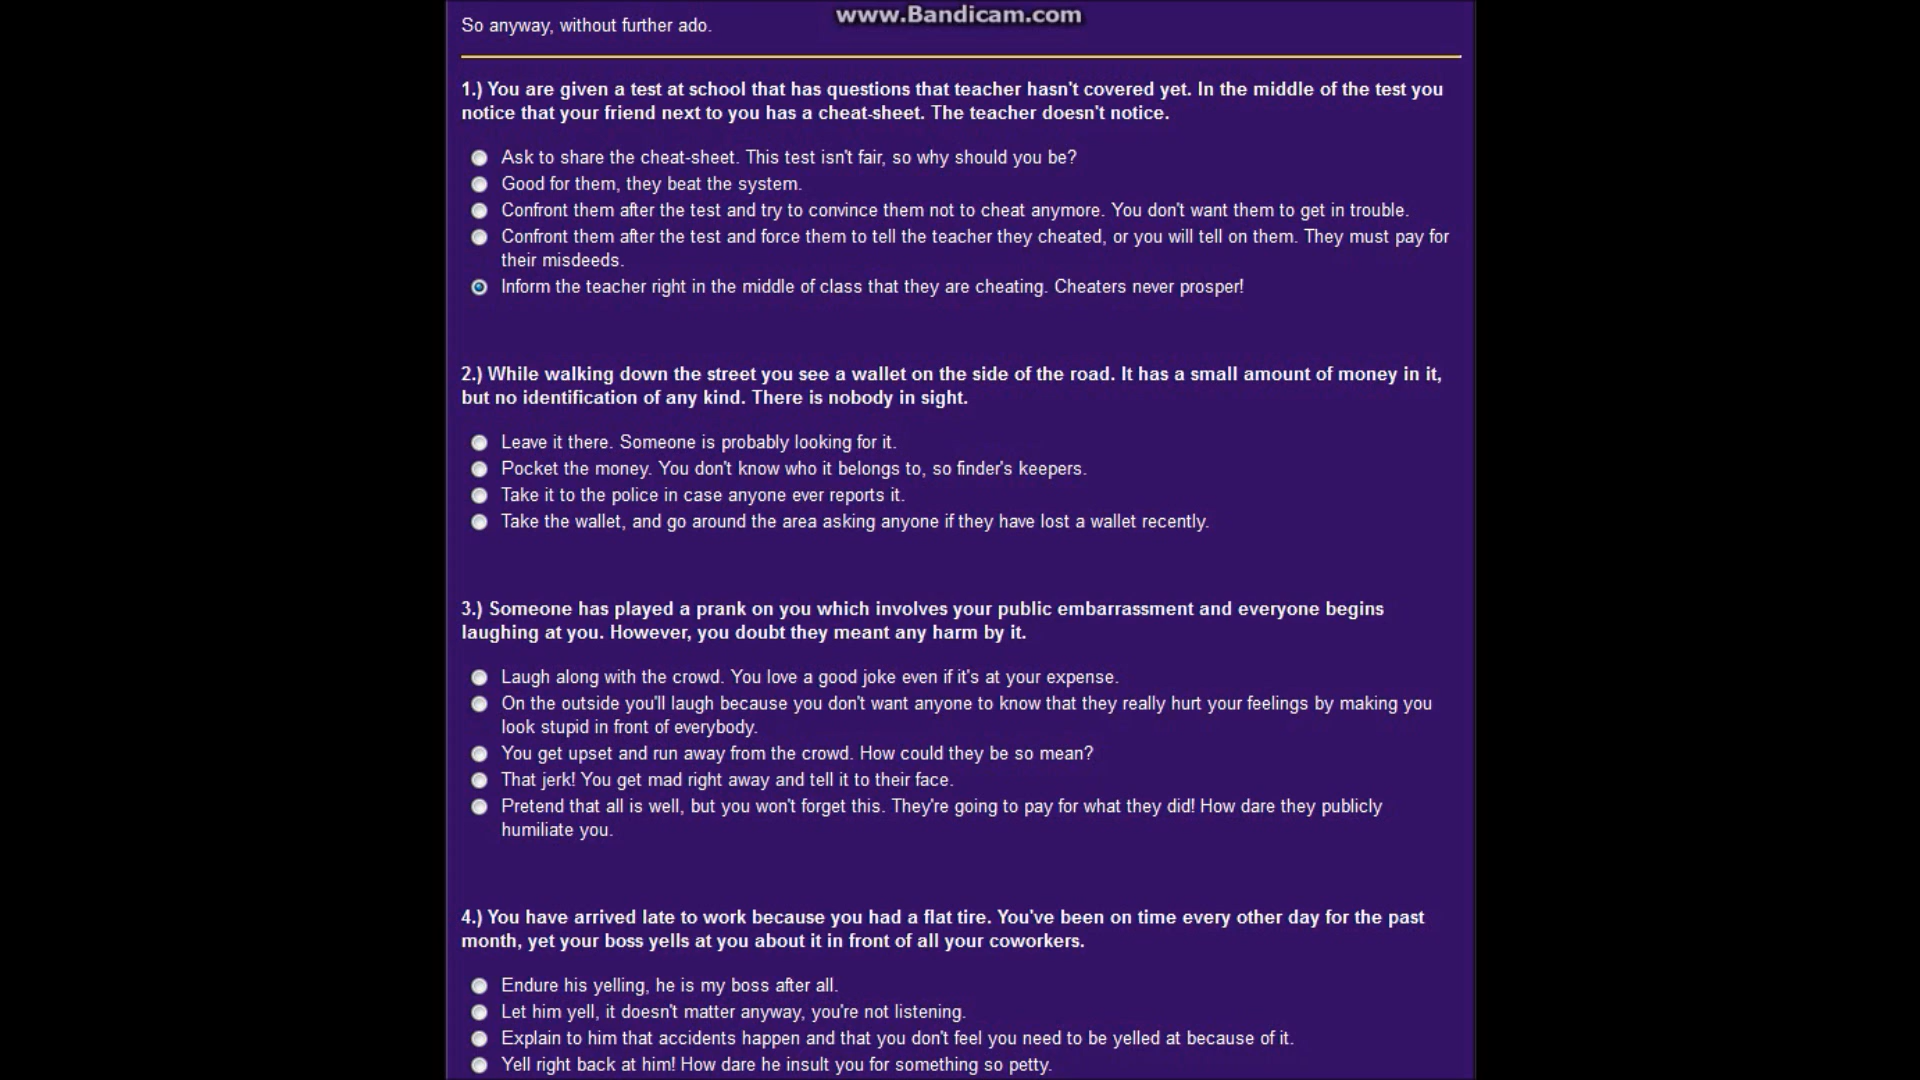 www.Bandicam.com
So anyway, without further ado.
1.) You are given a test at school that has questions that teacher hasn't covered yet. In the middle of the test you
notice that your friend next to you has a cheat-sheet. The teacher doesn't notice.
Ask to share the cheat-sheet. This test isn't fair, so why should you be?
Good for them, they beat the system.
Confront them after the test and try to convince them not to cheat anymore. You don't want them to get in trouble.
Confront them after the test and force them to tell the teacher they cheated, or you will tell on them. They must pay for
their misdeeds.
Inform the teacher right in the middle of class that they are cheating. Cheaters never prosper!
2.) While walking down the street you see a wallet on the side of the road. It has a small amount of money in it,
but no identification of any kind. There is nobody in sight.
Leave it there. Someone is probably looking for it.
Pocket the money. You don't know who it belongs to, so finder's keepers.
Take it to the police in case anyone ever reports it.
Take the wallet, and go around the area asking anyone if they have lost a wallet recently.
3.) Someone has played a prank on you which involves your public embarrassment and everyone begins
laughing at you. However, you doubt they meant any harm by it.
Laugh along with the crowd. You love a good joke even if it's at your expense.
On the outside you'll laugh because you don't want anyone to know that they really hurt your feelings by making you
look stupid in front of everybody.
You get upset and run away from the crowd. How could they be so mean?
That jerk! You get mad right away and tell it to their face.
Pretend that all is well, but you won't forget this. They're going to pay for what they did! How dare they publicly
humiliate you.
4.) You have arrived late to work because you had a flat tire. You've been on time every other day for the past
month, yet your boss yells at you about it in front of all your coworkers.
Endure his yelling, he is my boss after all.
Let him yell, it doesn't matter anyway, you're not listening.
Explain to him that accidents happen and that you don't feel you need to be yelled at because of it.
Yell right back at him! How dare he insult you for something so petty.